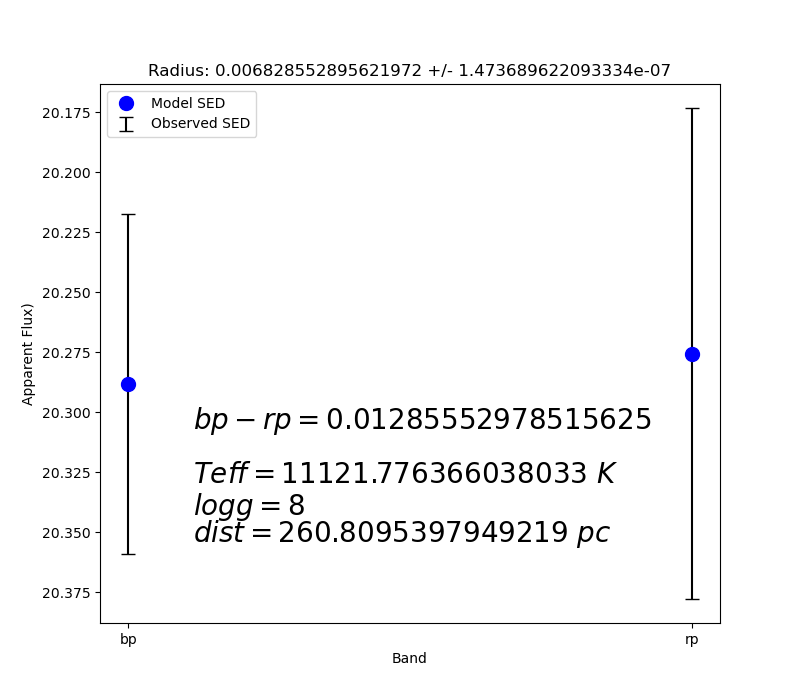 Radius: 0.006828552895621972 +/- 1.473689622093334e-07
Model SED
Observed SED
Apparent Flux)
20.175
20.200
20.225
20.250
20.275
20.300
20.325
20.350
20.375
bp − rp = 0.01285552978515625
Teff = 11121.776366038033 K
logg = 8
dist = 260.8095397949219 pc
bp
rp
Band